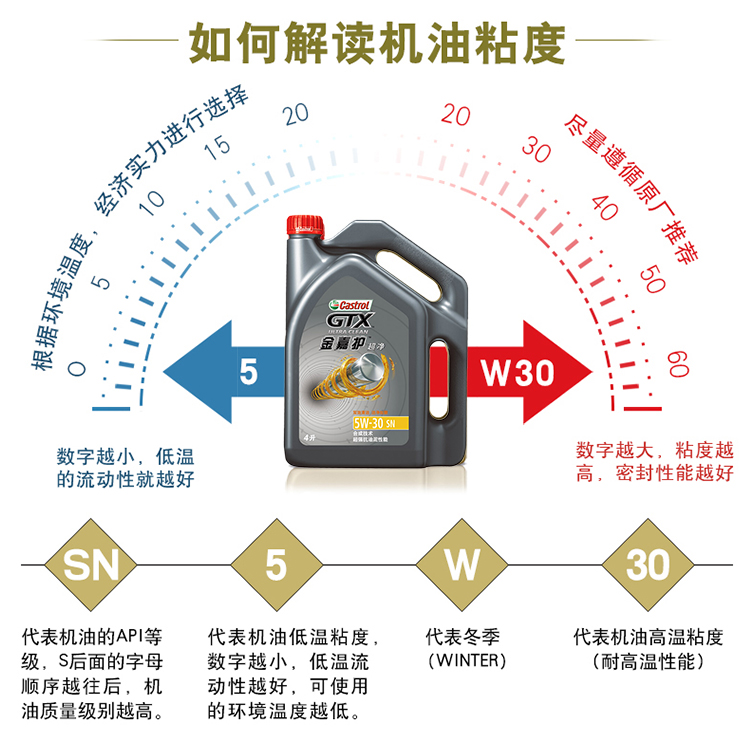 如何解读机油粘度
根据环境温度，经济实力进行选择
0
5
10
15
20
20
30
40
50
60
尽量遵循原厂推荐
Castrol
GTX
ULTRA CLEAN
金嘉护 超净
5W-30 SN
合成技术
4升
5
W30
数字越小，低温
的流动性就越好
数字越大，粘度越
高，密封性能越好
SN
5
W
30
代表机油的API等
级，S后面的字母
顺序越往后，机
油质量级别越高。
代表机油低温粘度，
数字越小，低温流
动性越好，可使用
的环境温度越低。
代表冬季
（WINTER）
代表机油高温粘度
（耐高温性能）